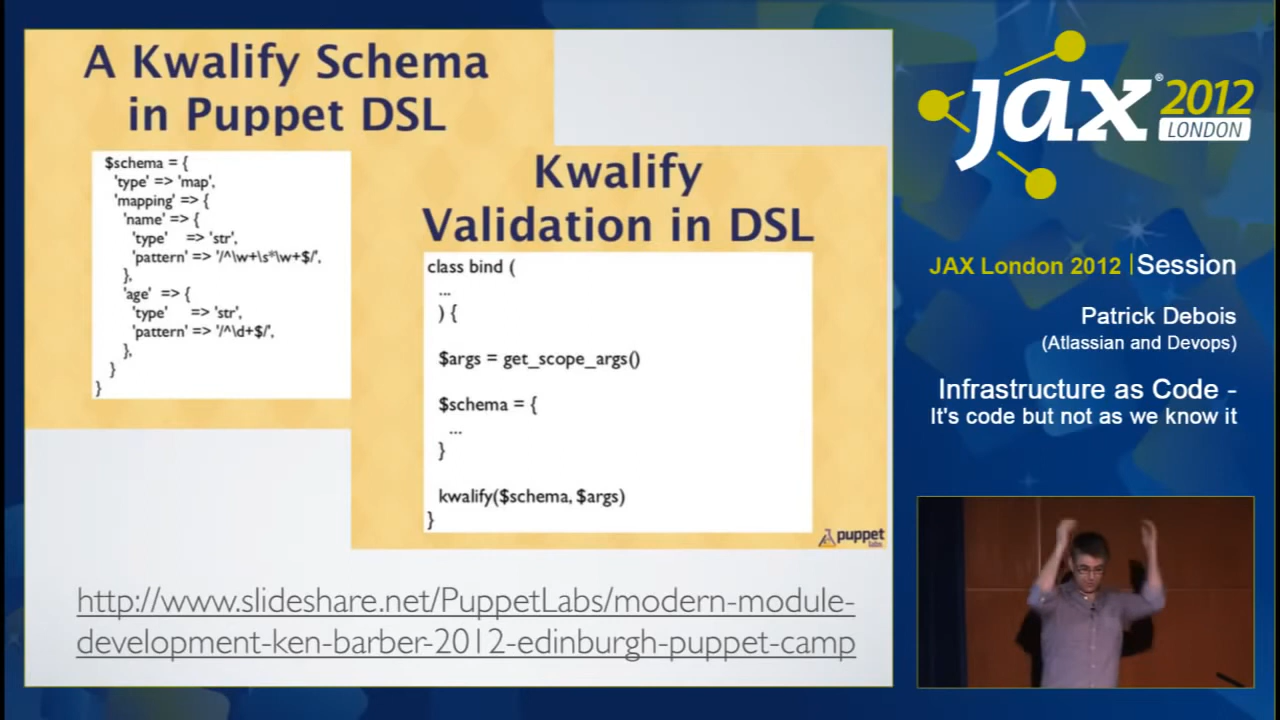 A Kwalify Schema
in Puppet DSL
$schema = {
'type' => 'map',
'mapping' => {
'name' => {
'type' => 'str',
'pattern' => '/^\w+\s*\w+$/',
},
'age' => {
'type' => 'str',
'pattern' => '/^\d+$/',
},
}
}
Kwalify
Validation in DSL
class bind (
...
) {
$args = get_scope_args()
$schema = {
...
}
kwalify($schema, $args)
}
puppet
labs
http://www.slideshare.net/PuppetLabs/modern-module-
development-ken-barber-2012-edinburgh-puppet-camp
jax® 2012
LONDON
JAX London 2012 | Session
Patrick Debois
(Atlassian and Devops)
Infrastructure as Code -
It's code but not as we know it